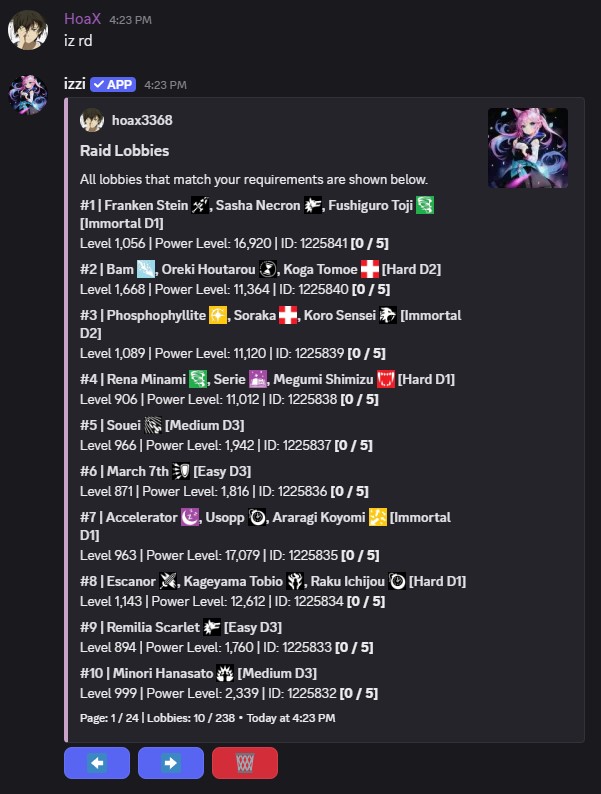 HoaX 4:23 PM
iz rd
izzi ✓ APP 4:23 PM
hoax3368
Raid Lobbies
All lobbies that match your requirements are shown below.
#1 | Franken Stein , Sasha Necron , Fushiguro Toji
[Immortal D1]
Level 1,056 | Power Level: 16,920 | ID: 1225841 [0 / 5]
#2 | Bam , Oreki Houtarou , Koga Tomoe [Hard D2]
Level 1,668 | Power Level: 11,364 | ID: 1225840 [0 / 5]
#3 | Phosphophyllite , Soraka , Koro Sensei [Immortal
D2]
Level 1,089 | Power Level: 11,120 | ID: 1225839 [0 / 5]
#4 | Rena Minami , Serie , Megumi Shimizu [Hard D1]
Level 906 | Power Level: 11,012 | ID: 1225838 [0 / 5]
#5 | Souei [Medium D3]
Level 966 | Power Level: 1,942 | ID: 1225837 [0 / 5]
#6 | March 7th [Easy D3]
Level 871 | Power Level: 1,816 | ID: 1225836 [0 / 5]
#7 | Accelerator , Usopp , Araragi Koyomi [Immortal
D1]
Level 963 | Power Level: 17,079 | ID: 1225835 [0 / 5]
#8 | Escanor , Kageyama Tobio , Raku Ichijou [Hard D1]
Level 1,143 | Power Level: 12,612 | ID: 1225834 [0 / 5]
#9 | Remilia Scarlet [Easy D3]
Level 894 | Power Level: 1,760 | ID: 1225833 [0 / 5]
#10 | Minori Hanasato [Medium D3]
Level 999 | Power Level: 2,339 | ID: 1225832 [0 / 5]
Page: 1 / 24 | Lobbies: 10 / 238 • Today at 4:23 PM